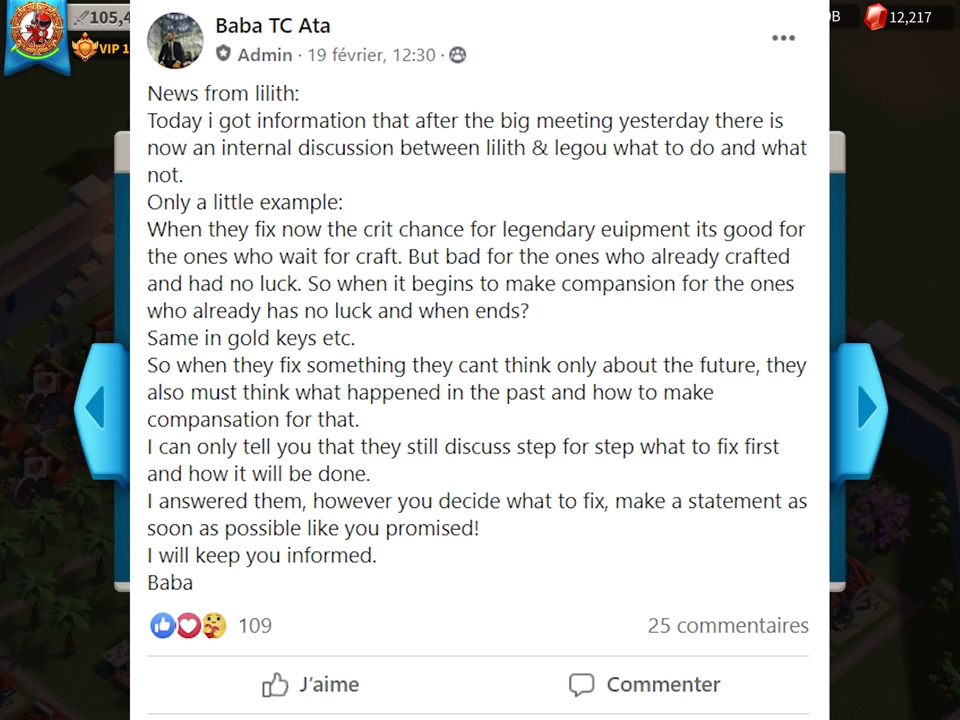 Baba TC Ata
105,4
0B
12,217
VIP 1
Admin · 19 février, 12:30 ·
News from lilith:
Today i got information that after the big meeting yesterday there is
now an internal discussion between lilith & legou what to do and what
not.
Only a little example:
When they fix now the crit chance for legendary euipment its good for
the ones who wait for craft. But bad for the ones who already crafted
and had no luck. So when it begins to make compansion for the ones
who already has no luck and when ends?
Same in gold keys etc.
So when they fix something they cant think only about the future, they
also must think what happened in the past and how to make
compansation for that.
I can only tell you that they still discuss step for step what to fix first
and how it will be done.
I answered them, however you decide what to fix, make a statement as
soon as possible like you promised!
I will keep you informed.
Baba
109
25 commentaires
J'aime
Commenter